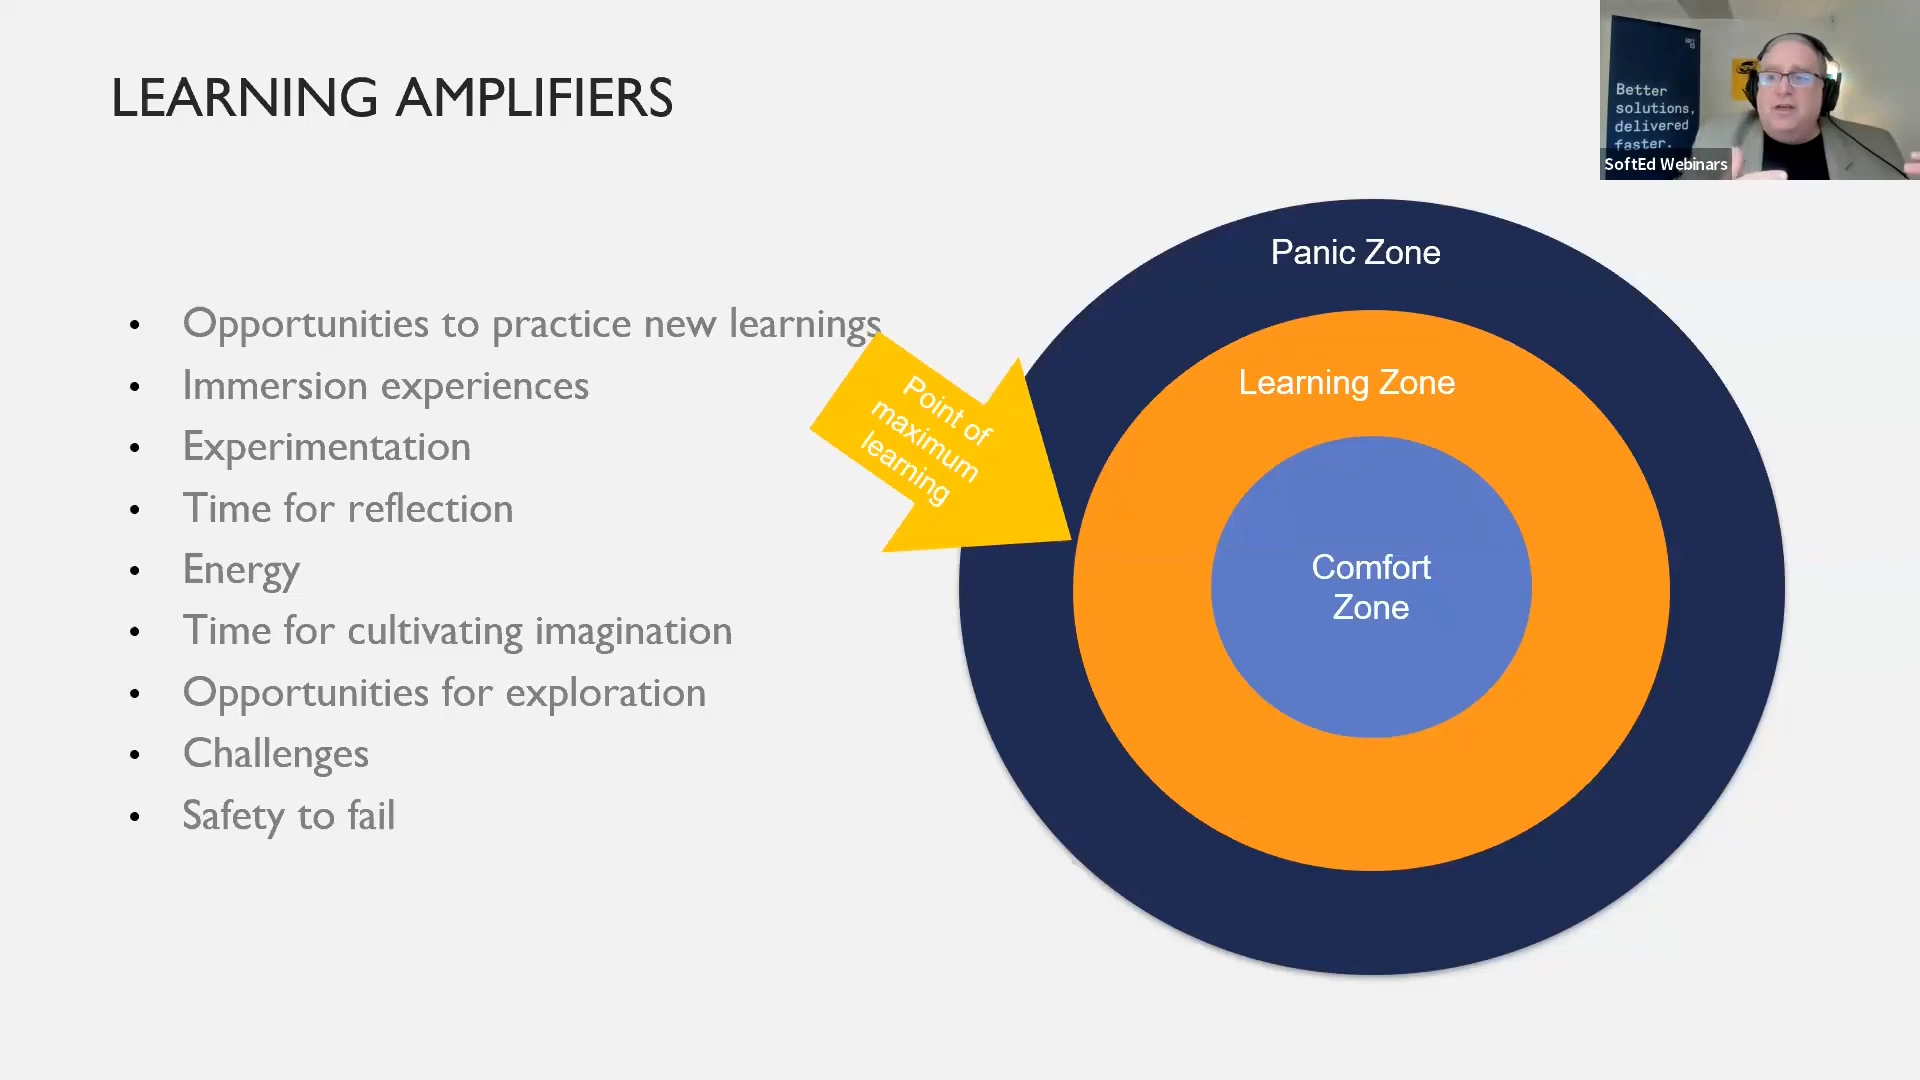 LEARNING AMPLIFIERS
Better
solutions,
delivered
faster.
SoftEd Webinars
• Opportunities to practice new learnings
• Immersion experiences
• Experimentation
• Time for reflection
• Energy
• Time for cultivating imagination
• Opportunities for exploration
• Challenges
• Safety to fail
Point of
maximum
learning
Panic Zone
Learning Zone
Comfort
Zone